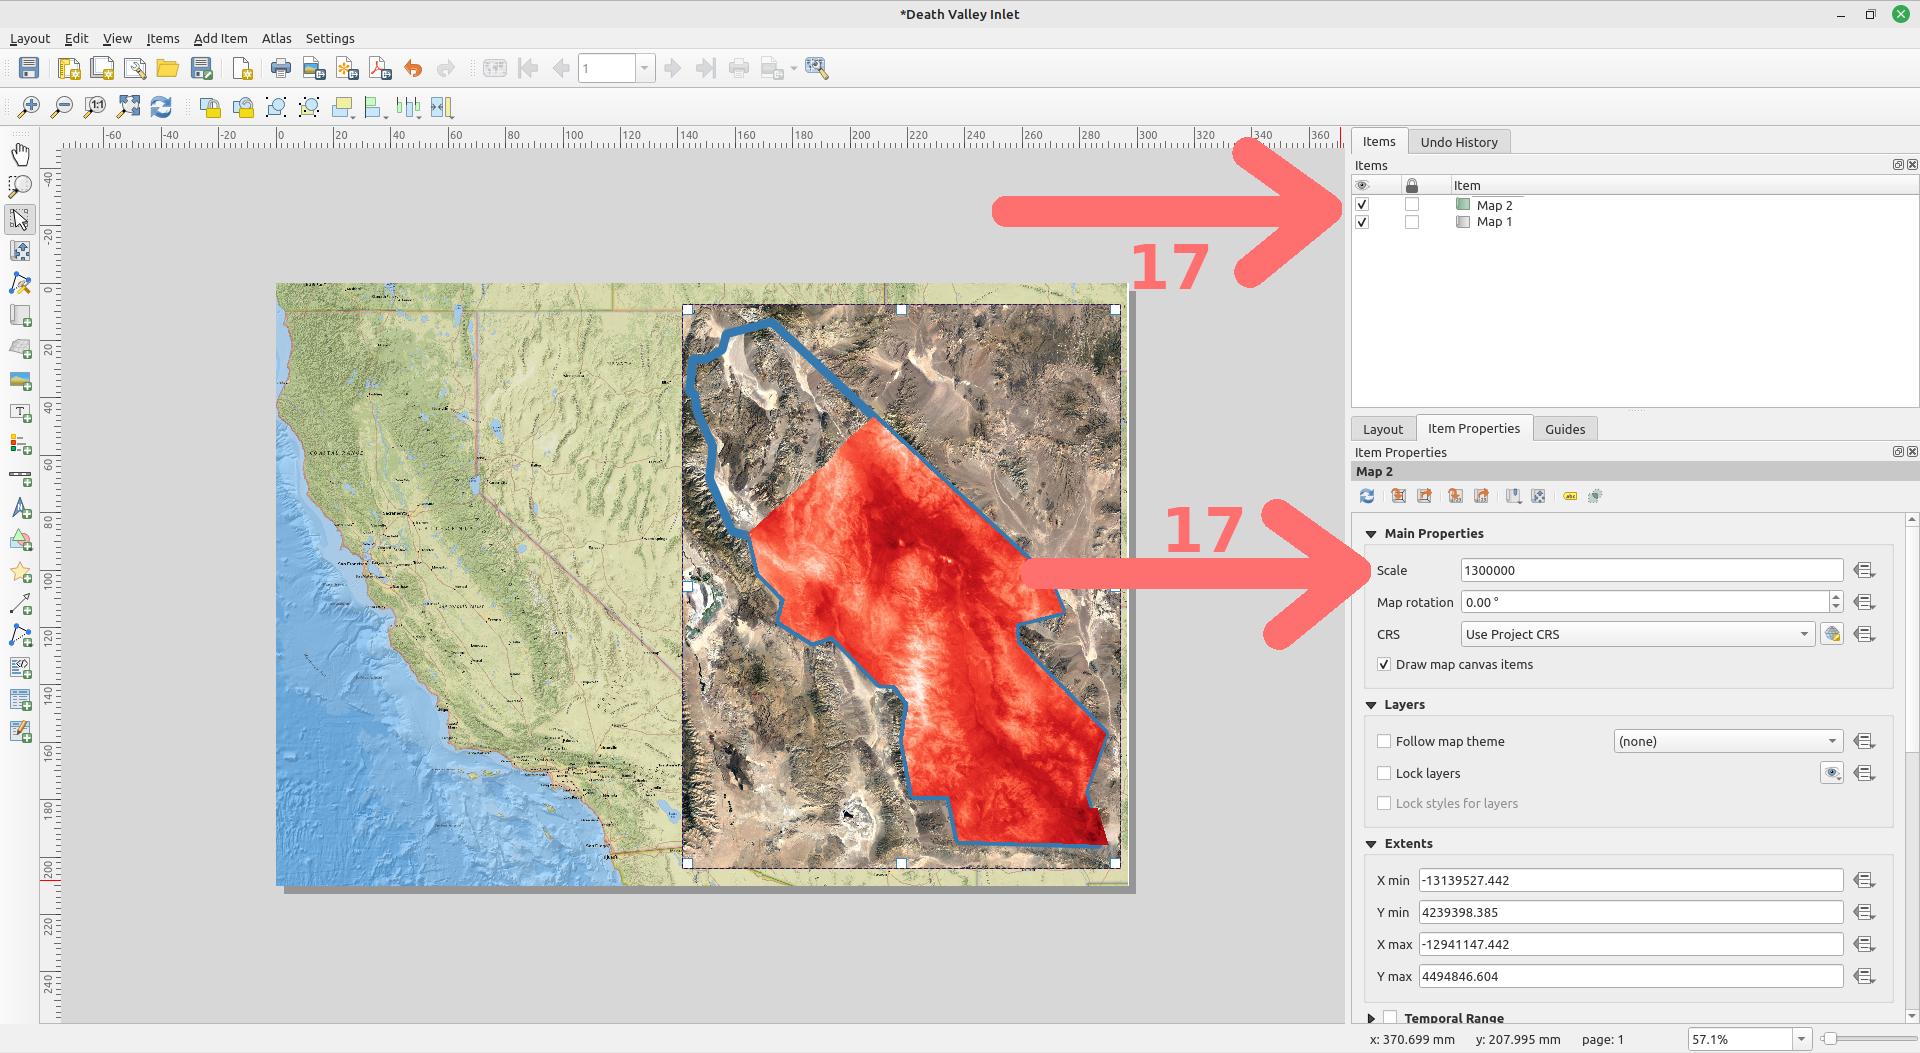 *Death Valley Inlet
Layout Edit View Items Add Item Atlas Settings
1
1:1
-60 -40 -20 0 20 40 60 80 100 120 140 160 180 200 220 240 260 280 300 320 340 360
-40 -20 0 20 40 60 80 100 120 140 160 180 200 220 240
Items Undo History
Items
Item
Map 2
Map 1
17
17
COASTAL RANGE
Sacramento
Layout Item Properties Guides
Item Properties
Map 2
abc
Main Properties
Scale 1300000
Map rotation 0.00 °
CRS Use Project CRS
Draw map canvas items
Layers
Follow map theme (none)
Lock layers
Lock styles for layers
Extents
X min -13139527.442
Y min 4239398.385
X max -12941147.442
Y max 4494846.604
Temporal Range
x: 370.699 mm y: 207.995 mm page: 1 57.1%